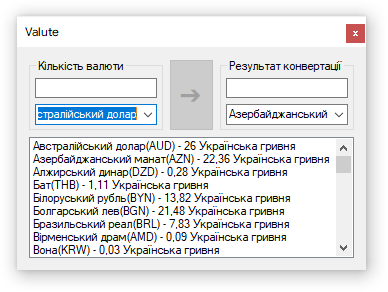 Valute
Кількість валюти
Результат конвертації
стралійський долар
Азербайджанський
Австралійський долар(AUD) - 26 Українська гривня
Азербайджанський манат(AZN) - 22,36 Українська гривня
Алжирський динар(DZD) - 0,28 Українська гривня
Бат(THB) - 1,11 Українська гривня
Білоруський рубль(BYN) - 13,82 Українська гривня
Болгарський лев(BGN) - 21,48 Українська гривня
Бразильський реал(BRL) - 7,83 Українська гривня
Вірменський драм(AMD) - 0,09 Українська гривня
Вона(KRW) - 0,03 Українська гривня